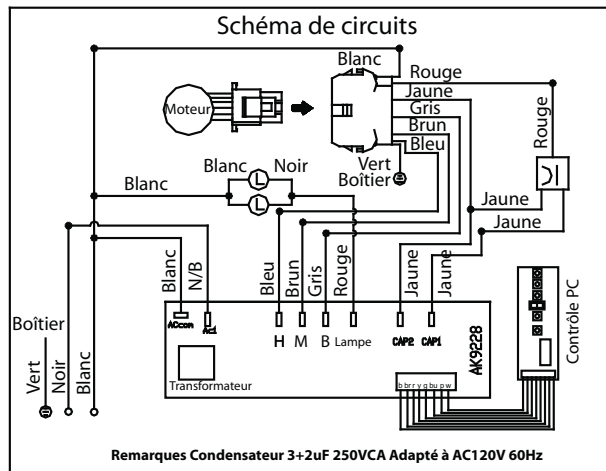 Schéma de circuits
Blanc
Rouge
Jaune
Gris
Brun
Bleu
Moteur
Rouge
Blanc
Noir
Vert
Boîtier
Blanc
L
L
Jaune
Jaune
Blanc
N/B
Bleu
Brun
Gris
Rouge
Jaune
Jaune
Boîtier
Vert
Noir
Blanc
ACcon
Ac1
H
M
B
Lampe
CAP2
CAP1
AK9228
Transformateur
b b r r y g b u p w
Contrôle PC
Remarques Condensateur 3+2uF 250VCA Adapté à AC120V 60Hz